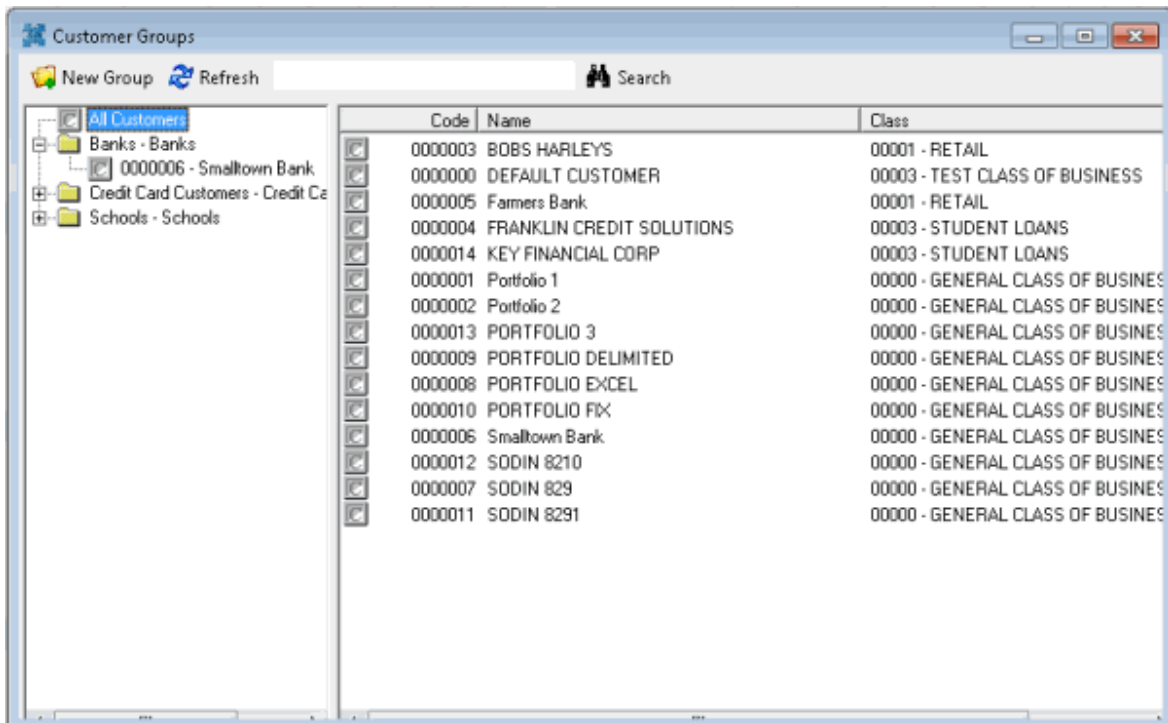 Customer Groups
New Group Refresh Search
All Customers
Banks - Banks
0000006 - Smalltown Bank
Credit Card Customers - Credit Ca
Schools - Schools
Code Name Class
0000003 BOBS HARLEYS 00001 - RETAIL
0000000 DEFAULT CUSTOMER 00003 - TEST CLASS OF BUSINESS
0000005 Farmers Bank 00001 - RETAIL
0000004 FRANKLIN CREDIT SOLUTIONS 00003 - STUDENT LOANS
0000014 KEY FINANCIAL CORP 00003 - STUDENT LOANS
0000001 Portfolio 1 00000 - GENERAL CLASS OF BUSINES
0000002 Portfolio 2 00000 - GENERAL CLASS OF BUSINES
0000013 PORTFOLIO 3 00000 - GENERAL CLASS OF BUSINES
0000009 PORTFOLIO DELIMITED 00000 - GENERAL CLASS OF BUSINES
0000008 PORTFOLIO EXCEL 00000 - GENERAL CLASS OF BUSINES
0000010 PORTFOLIO FIX 00000 - GENERAL CLASS OF BUSINES
0000006 Smalltown Bank 00000 - GENERAL CLASS OF BUSINES
0000012 SODIN 8210 00000 - GENERAL CLASS OF BUSINES
0000007 SODIN 829 00000 - GENERAL CLASS OF BUSINES
0000011 SODIN 8291 00000 - GENERAL CLASS OF BUSINES